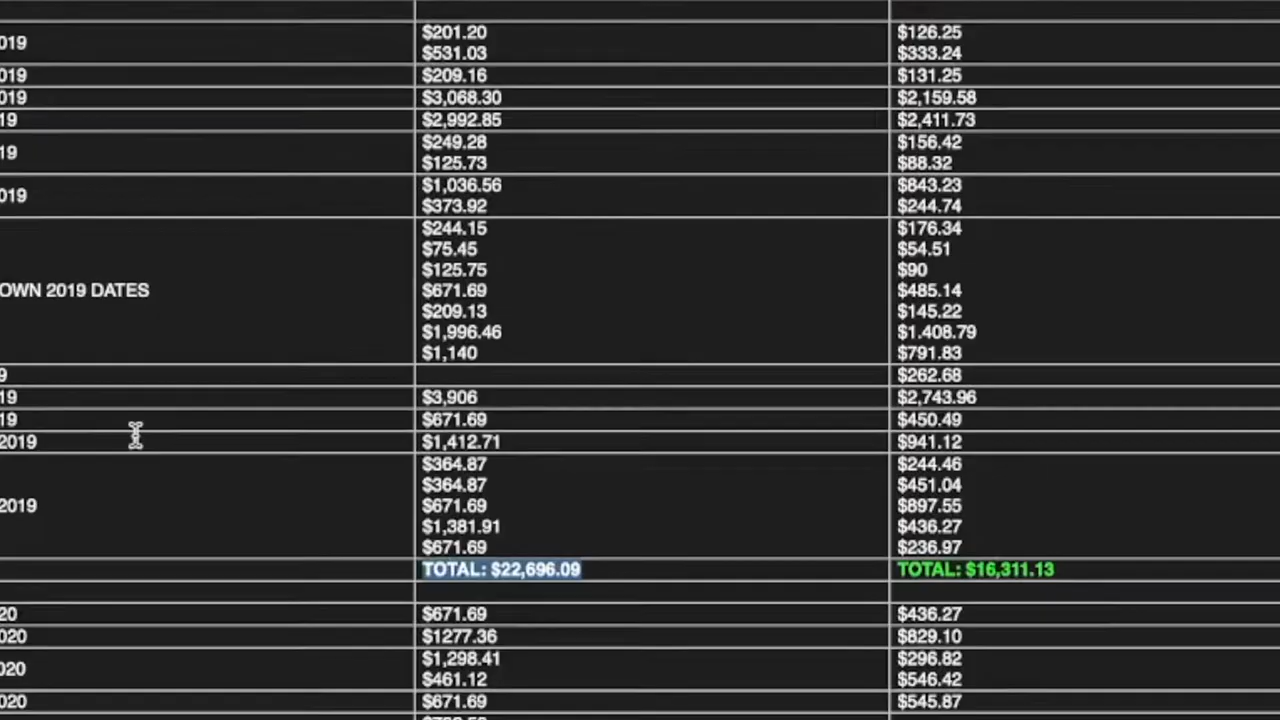 019 $201.20 $126.25
$531.03 $333.24
019 $209.16 $131.25
019 $3,068.30 $2,159.58
19 $2,992.85 $2,411.73
19 $249.28 $156.42
$125.73 $88.32
019 $1,036.56 $843.23
$373.92 $244.74
$244.15 $176.34
$75.45 $54.51
$125.75 $90
OWN 2019 DATES $671.69 $485.14
$209.13 $145.22
$1,996.46 $1.408.79
$1,140 $791.83
9 $262.68
19 $3,906 $2,743.96
19 $671.69 $450.49
2019 $1,412.71 $941.12
$364.87 $244.46
$364.87 $451.04
2019 $671.69 $897.55
$1,381.91 $436.27
$671.69 $236.97
TOTAL: $22,696.09 TOTAL: $16,311.13
20 $671.69 $436.27
020 $1277.36 $829.10
020 $1,298.41 $296.82
$461.12 $546.42
020 $671.69 $545.87